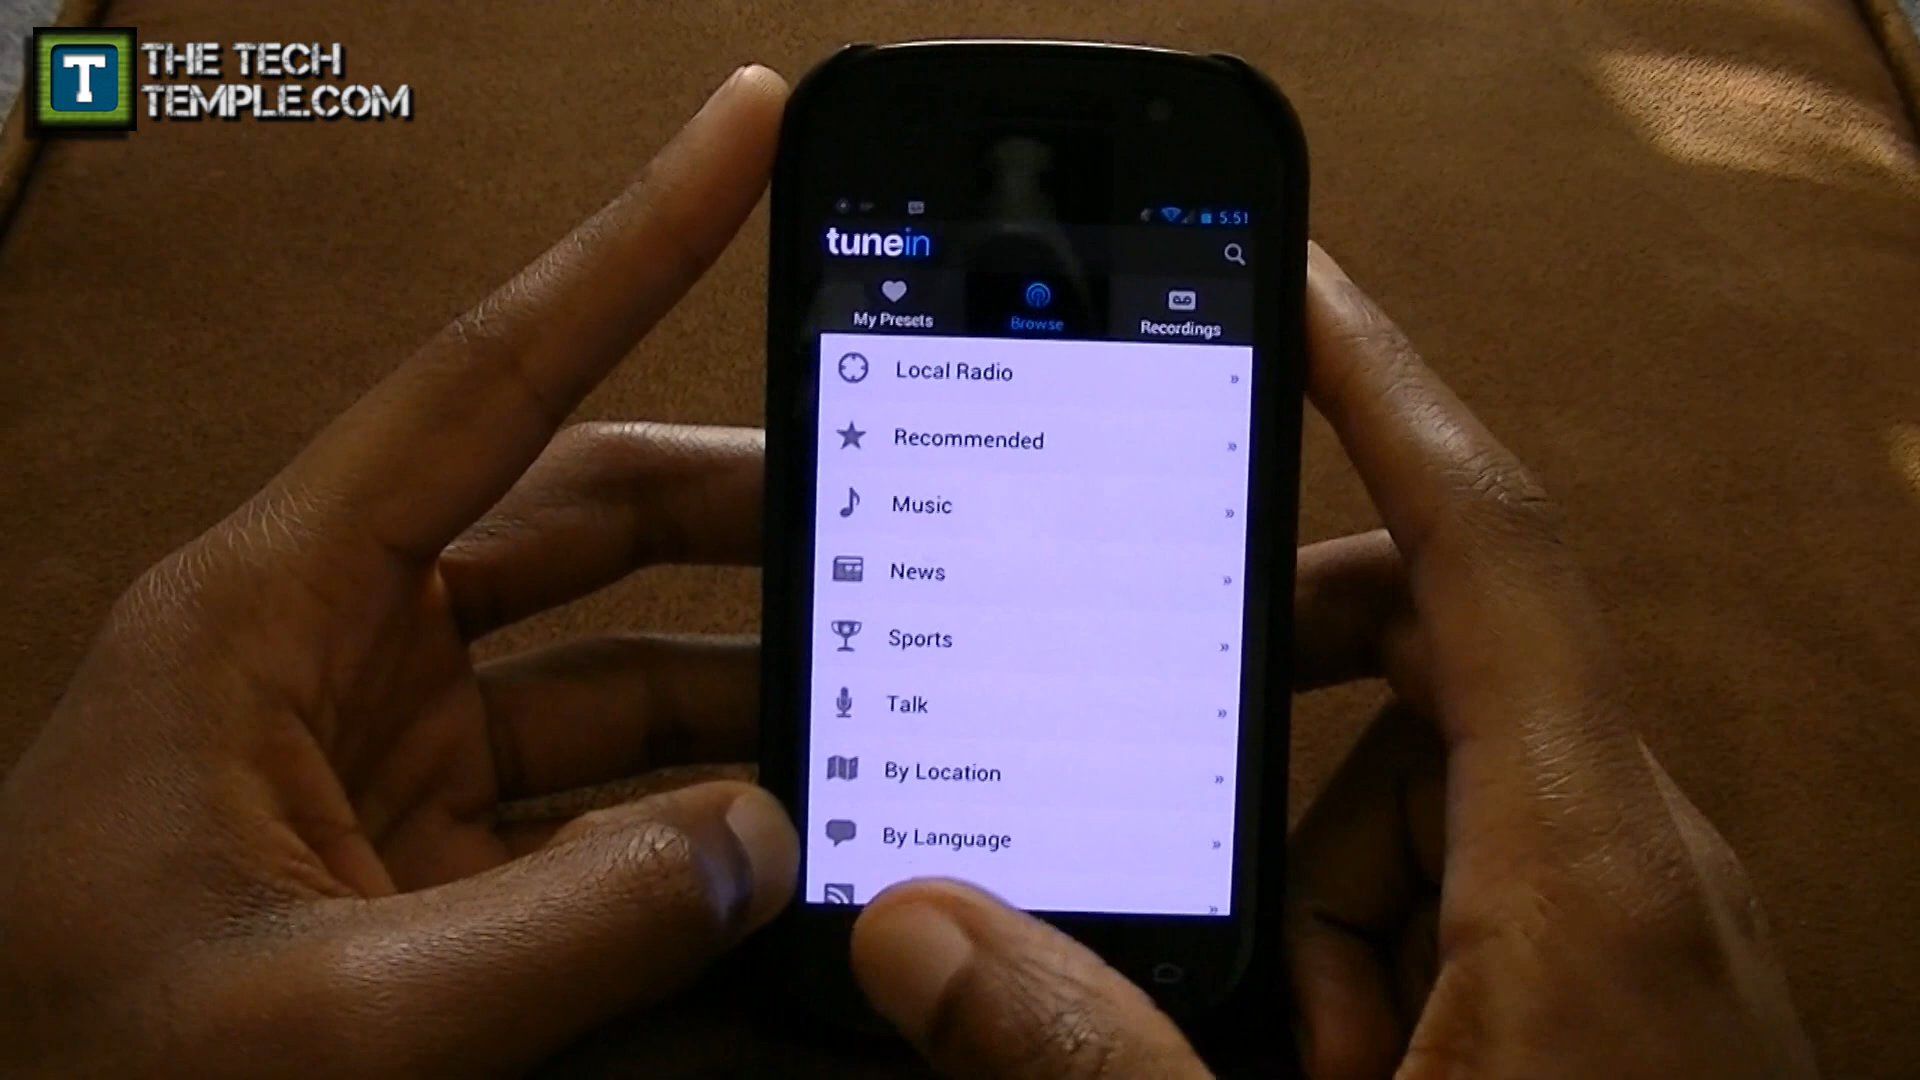 T
THE TECH
TEMPLE.COM
5:51
tunein
My Presets
Browse
Recordings
Local Radio
Recommended
Music
News
Sports
Talk
By Location
By Language